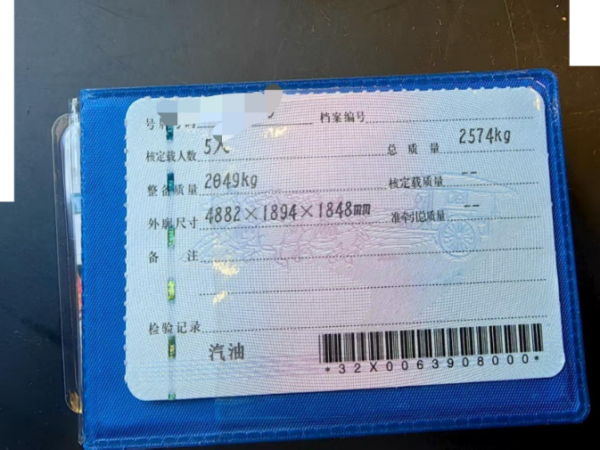 号牌号码 档案编号
核定载人数 5人 总质量 2574kg
整备质量 2049kg 核定载质量 --
外廓尺寸 4882×1894×1848mm 准牵引总质量 --
备注
检验记录
汽油
*32X0063908000*